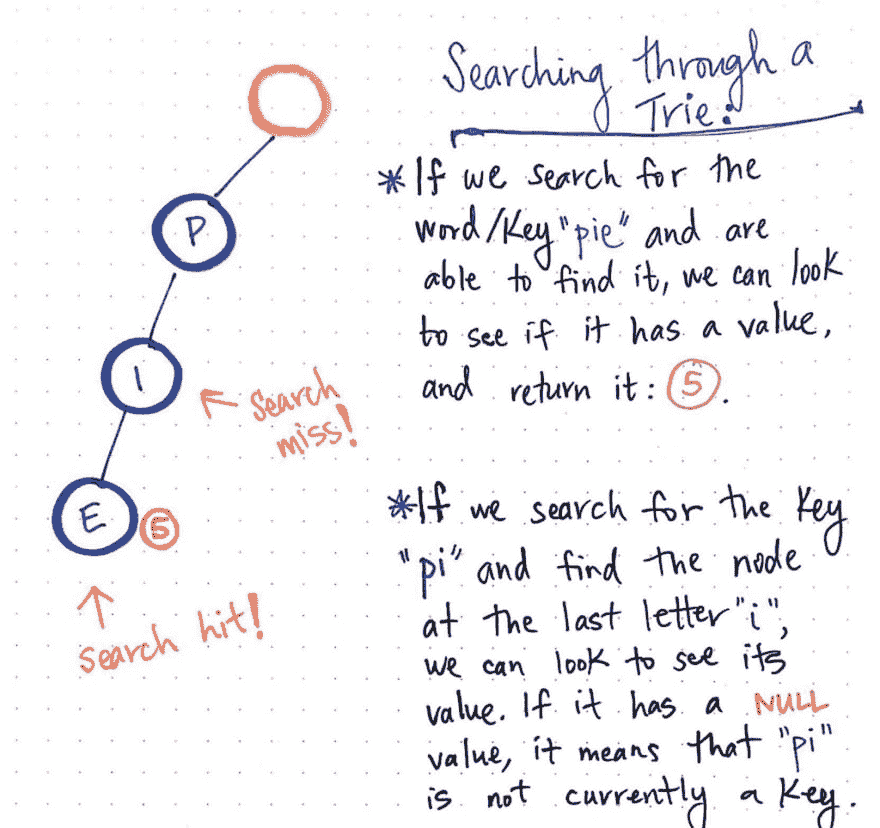 Searching through a
Trie:
*If we search for the
word/key "pie" and are
able to find it, we can look
to see if it has a value,
and return it: 5.
*If we search for the key
"pi" and find the node
at the last letter "i",
we can look to see its
value. If it has a NULL
value, it means that "pi"
is not currently a key.
P
I
search
miss!
E
5
search hit!